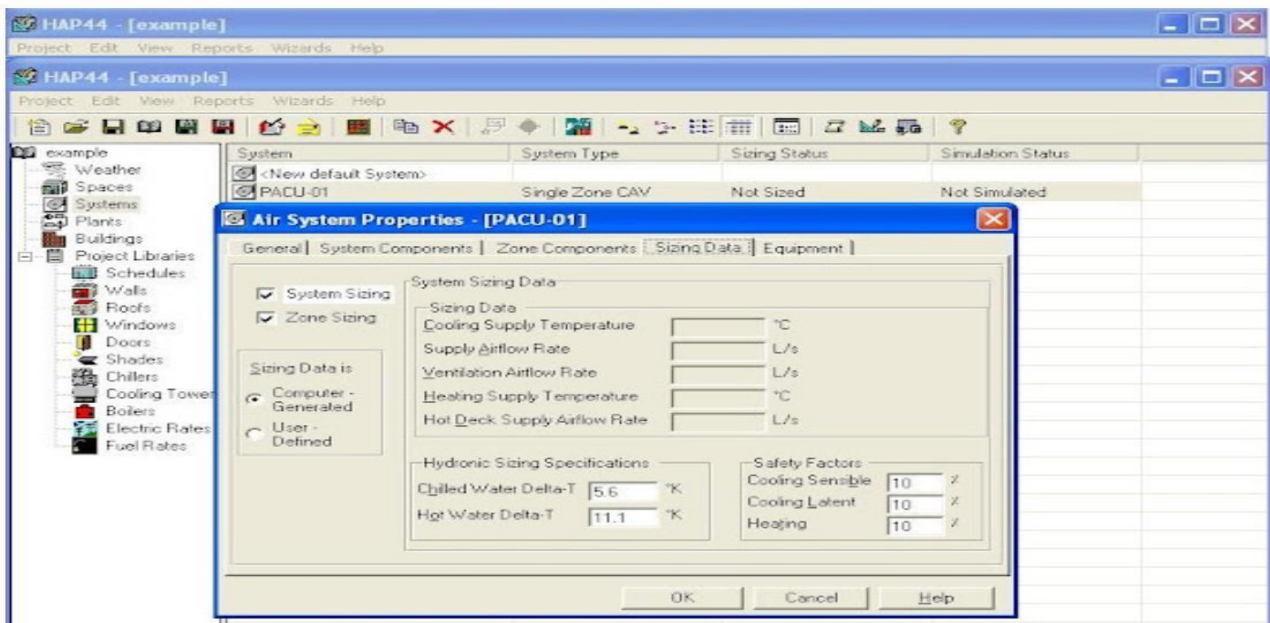 HAP44 - [example]
Project Edit View Reports Wizards Help
HAP44 - [example]
Project Edit View Reports Wizards Help
example
Weather
Spaces
Systems
Plants
Buildings
Project Libraries
Schedules
Walls
Roofs
Windows
Doors
Shades
Chillers
Cooling Tower
Boilers
Electric Rates
Fuel Rates
System System Type Sizing Status Simulation Status
<New default System>
PACU-01 Single Zone CAV Not Sized Not Simulated
Air System Properties - [PACU-01]
General System Components Zone Components Sizing Data Equipment
System Sizing
Zone Sizing
Sizing Data is
Computer -
Generated
User -
Defined
System Sizing Data
Sizing Data
Cooling Supply Temperature °C
Supply Airflow Rate L/s
Ventilation Airflow Rate L/s
Heating Supply Temperature °C
Hot Deck Supply Airflow Rate L/s
Hydronic Sizing Specifications
Chilled Water Delta-T 5.6 °K
Hot Water Delta-T 11.1 °K
Safety Factors
Cooling Sensible 10 %
Cooling Latent 10 %
Heating 10 %
OK Cancel Help